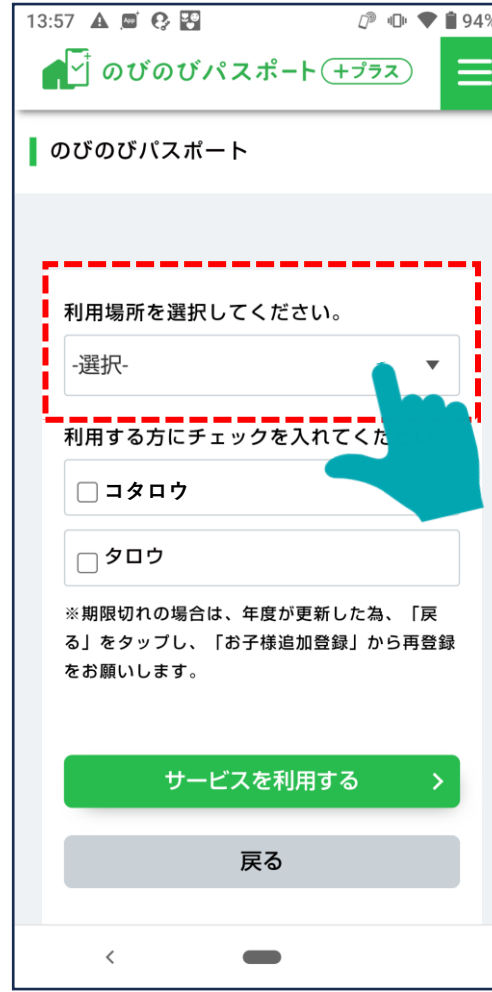 13:57
94%
のびのびパスポート +プラス
のびのびパスポート
利用場所を選択してください。
-選択-
利用する方にチェックを入れてくだ
コタロウ
タロウ
※期限切れの場合は、年度が更新した為、「戻
る」をタップし、「お子様追加登録」から再登録
をお願いします。
サービスを利用する
戻る